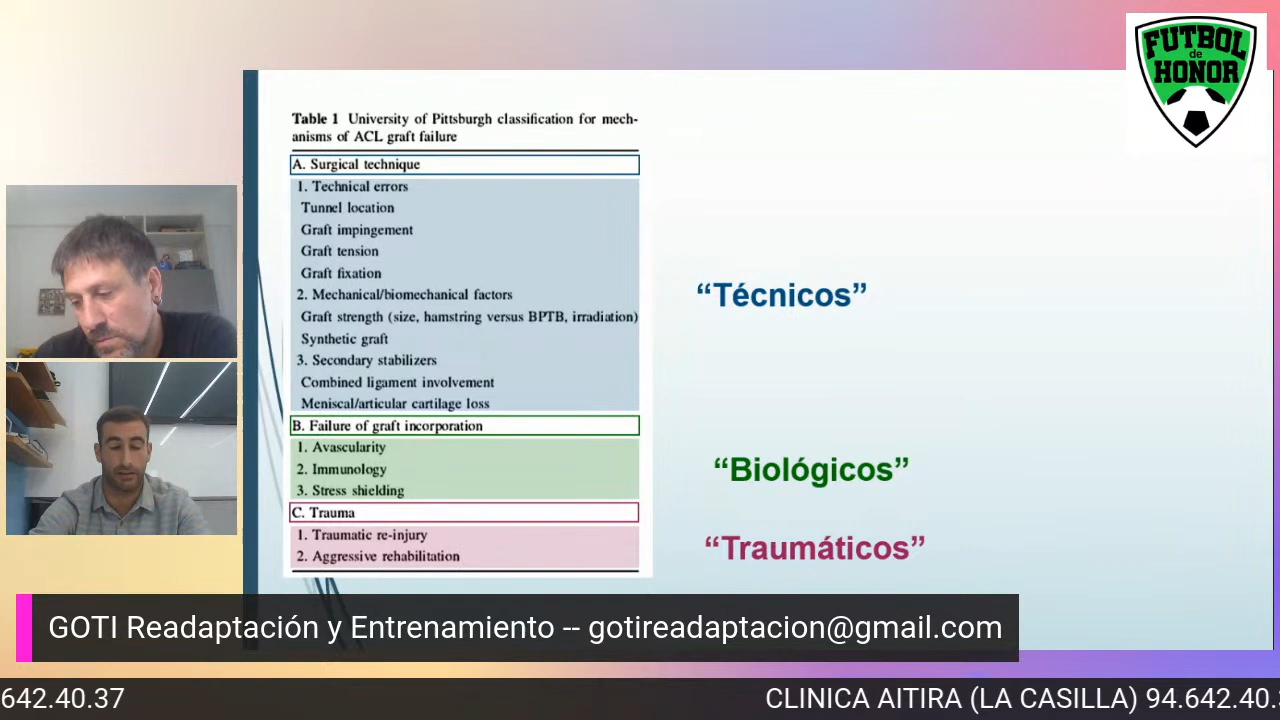 FUTBOL
de
HONOR
Table 1 University of Pittsburgh classification for mech-
anisms of ACL graft failure
A. Surgical technique
1. Technical errors
Tunnel location
Graft impingement
Graft tension
Graft fixation
2. Mechanical/biomechanical factors
Graft strength (size, hamstring versus BPTB, irradiation)
Synthetic graft
3. Secondary stabilizers
Combined ligament involvement
Meniscal/articular cartilage loss
B. Failure of graft incorporation
1. Avascularity
2. Immunology
3. Stress shielding
C. Trauma
1. Traumatic re-injury
2. Aggressive rehabilitation
“Técnicos”
“Biológicos”
“Traumáticos”
GOTI Readaptación y Entrenamiento -- gotireadaptacion@gmail.com
642.40.37
CLINICA AITIRA (LA CASILLA) 94.642.40.